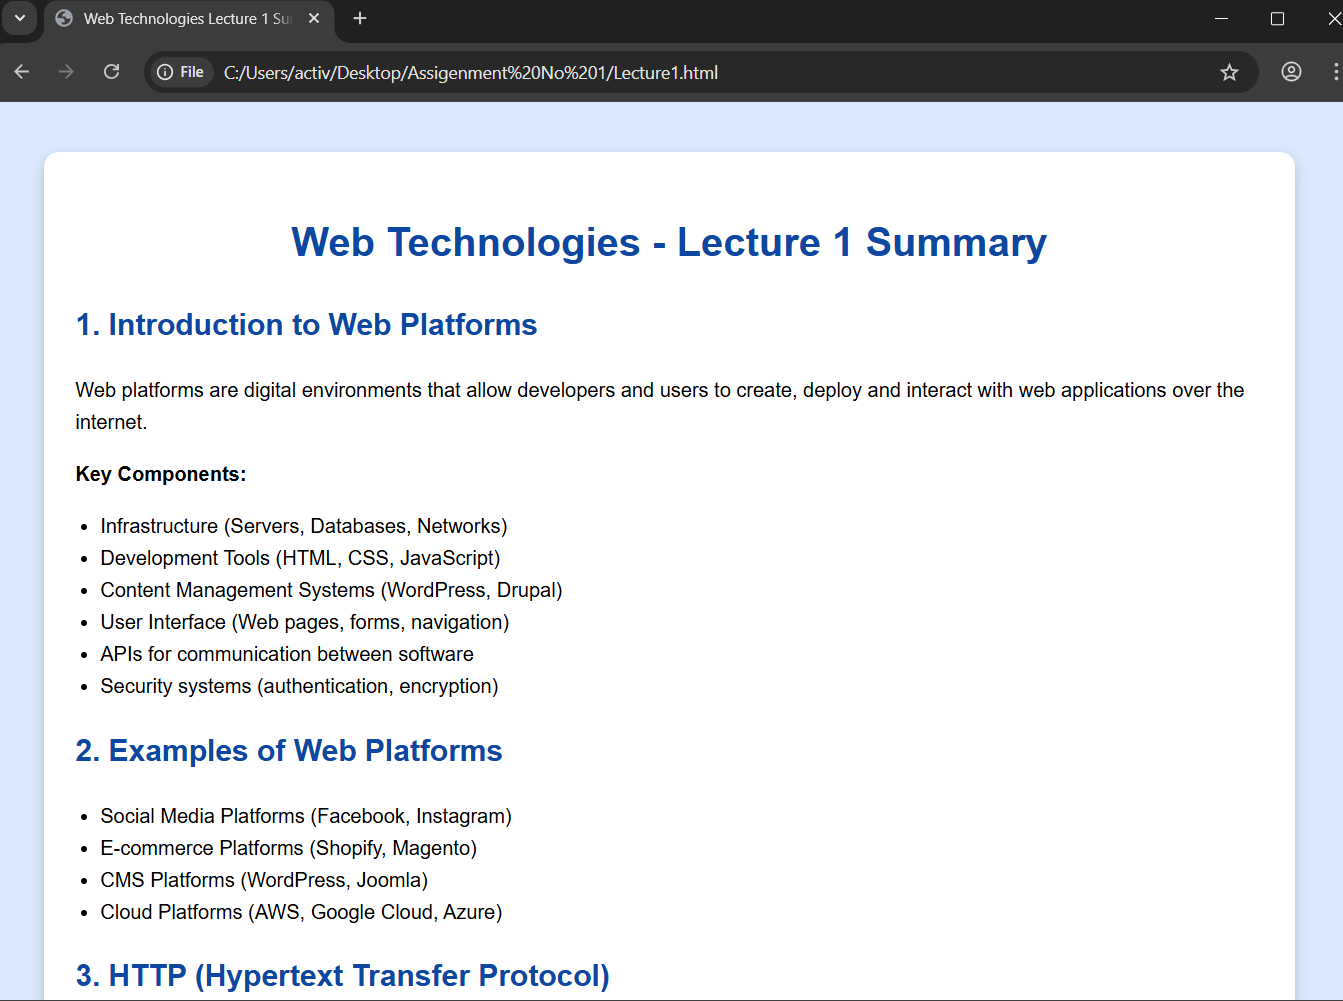 Web Technologies Lecture 1 Su
File
C:/Users/activ/Desktop/Assigenment%20No%201/Lecture1.html
Web Technologies - Lecture 1 Summary
1. Introduction to Web Platforms
Web platforms are digital environments that allow developers and users to create, deploy and interact with web applications over the
internet.
Key Components:
• Infrastructure (Servers, Databases, Networks)
• Development Tools (HTML, CSS, JavaScript)
• Content Management Systems (WordPress, Drupal)
• User Interface (Web pages, forms, navigation)
• APIs for communication between software
• Security systems (authentication, encryption)
2. Examples of Web Platforms
• Social Media Platforms (Facebook, Instagram)
• E-commerce Platforms (Shopify, Magento)
• CMS Platforms (WordPress, Joomla)
• Cloud Platforms (AWS, Google Cloud, Azure)
3. HTTP (Hypertext Transfer Protocol)